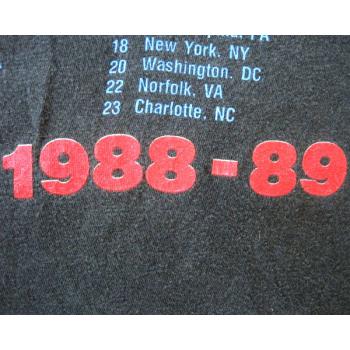 18 New York, NY
20 Washington, DC
22 Norfolk, VA
23 Charlotte, NC
1988-89